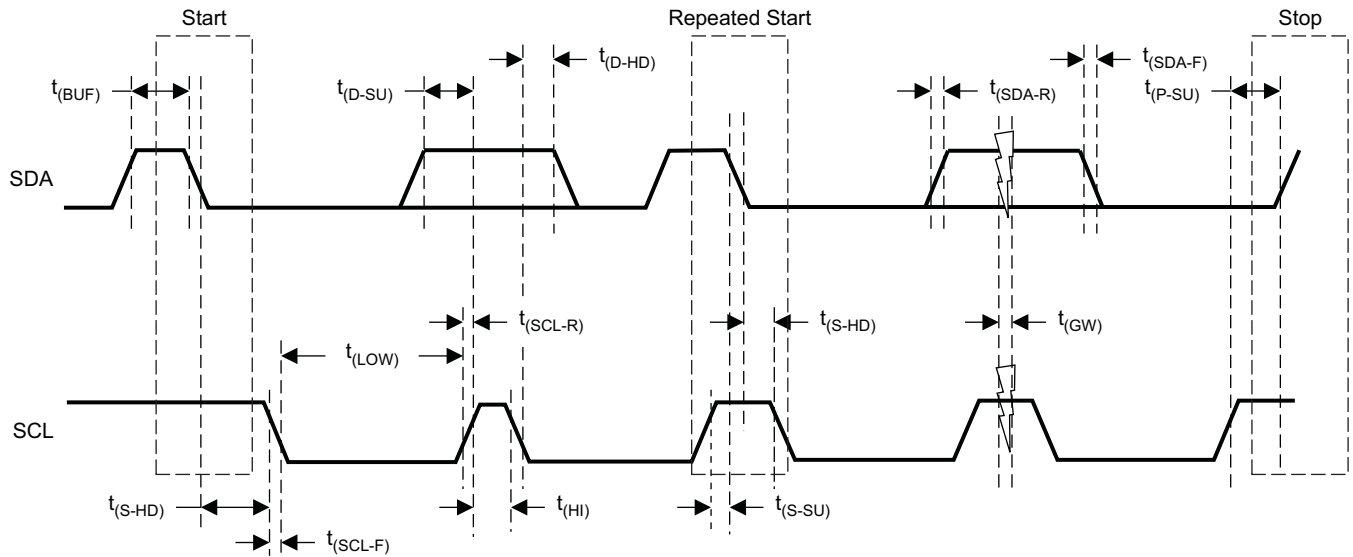 Start
Repeated Start
Stop
t(BUF)
t(D-SU)
t(D-HD)
t(SDA-R)
t(SDA-F)
t(P-SU)
SDA
t(LOW)
t(SCL-R)
t(S-HD)
t(GW)
SCL
t(S-HD)
t(SCL-F)
t(HI)
t(S-SU)